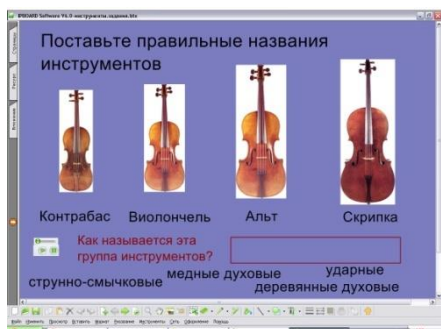 Поставьте правильные названия
инструментов
Контрабас Виолончель Альт Скрипка
Как называется эта
группа инструментов?
струнно-смычковые медные духовые ударные
деревянные духовые